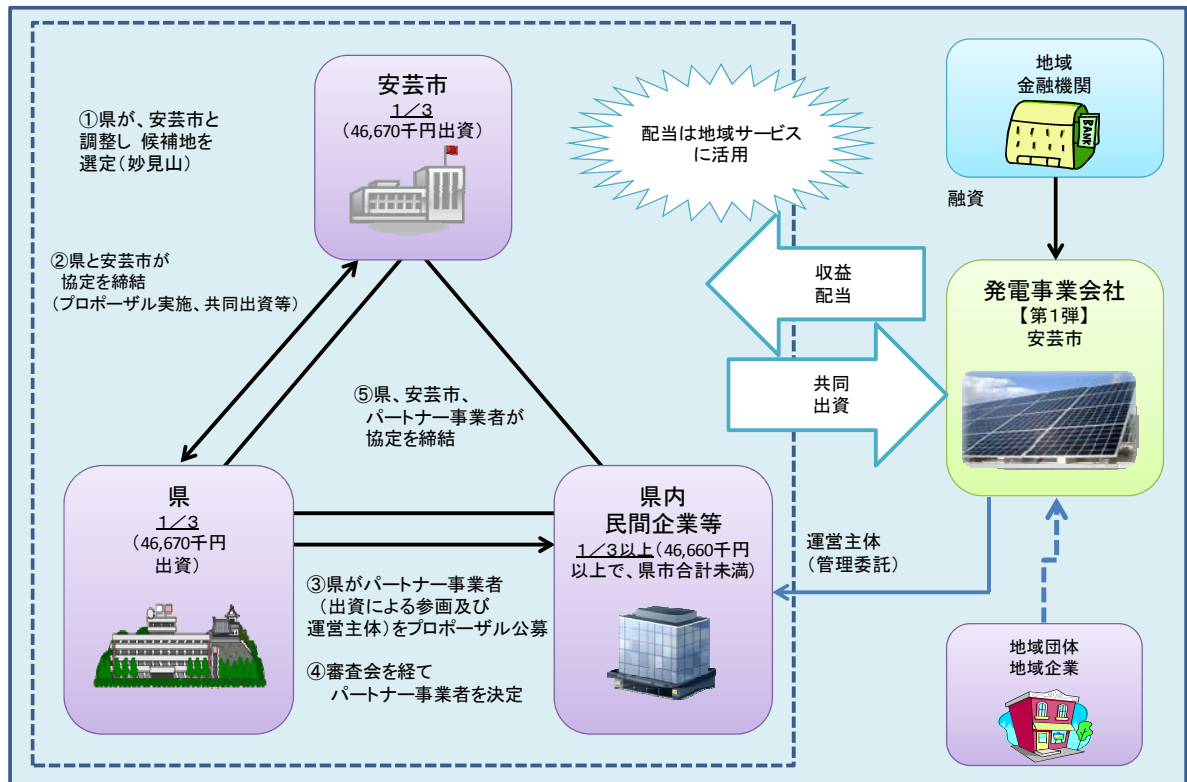 安芸市
1/3
（46,670千円出資）
①県が、安芸市と
調整し 候補地を
選定（妙見山）
配当は地域サービス
に活用
地域
金融機関
BANK
融資
②県と安芸市が
協定を締結
（プロポーザル実施、共同出資等）
収益
配当
発電事業会社
【第１弾】
安芸市
共同
出資
⑤県、安芸市、
パートナー事業者が
協定を締結
県
1/3
（46,670千円
出資）
県内
民間企業等
1/3以上（46,660千円
以上で、県市合計未満）
運営主体
（管理委託）
③県がパートナー事業者
（出資による参画及び
運営主体）をプロポーザル公募
④審査会を経て
パートナー事業者を決定
地域団体
地域企業